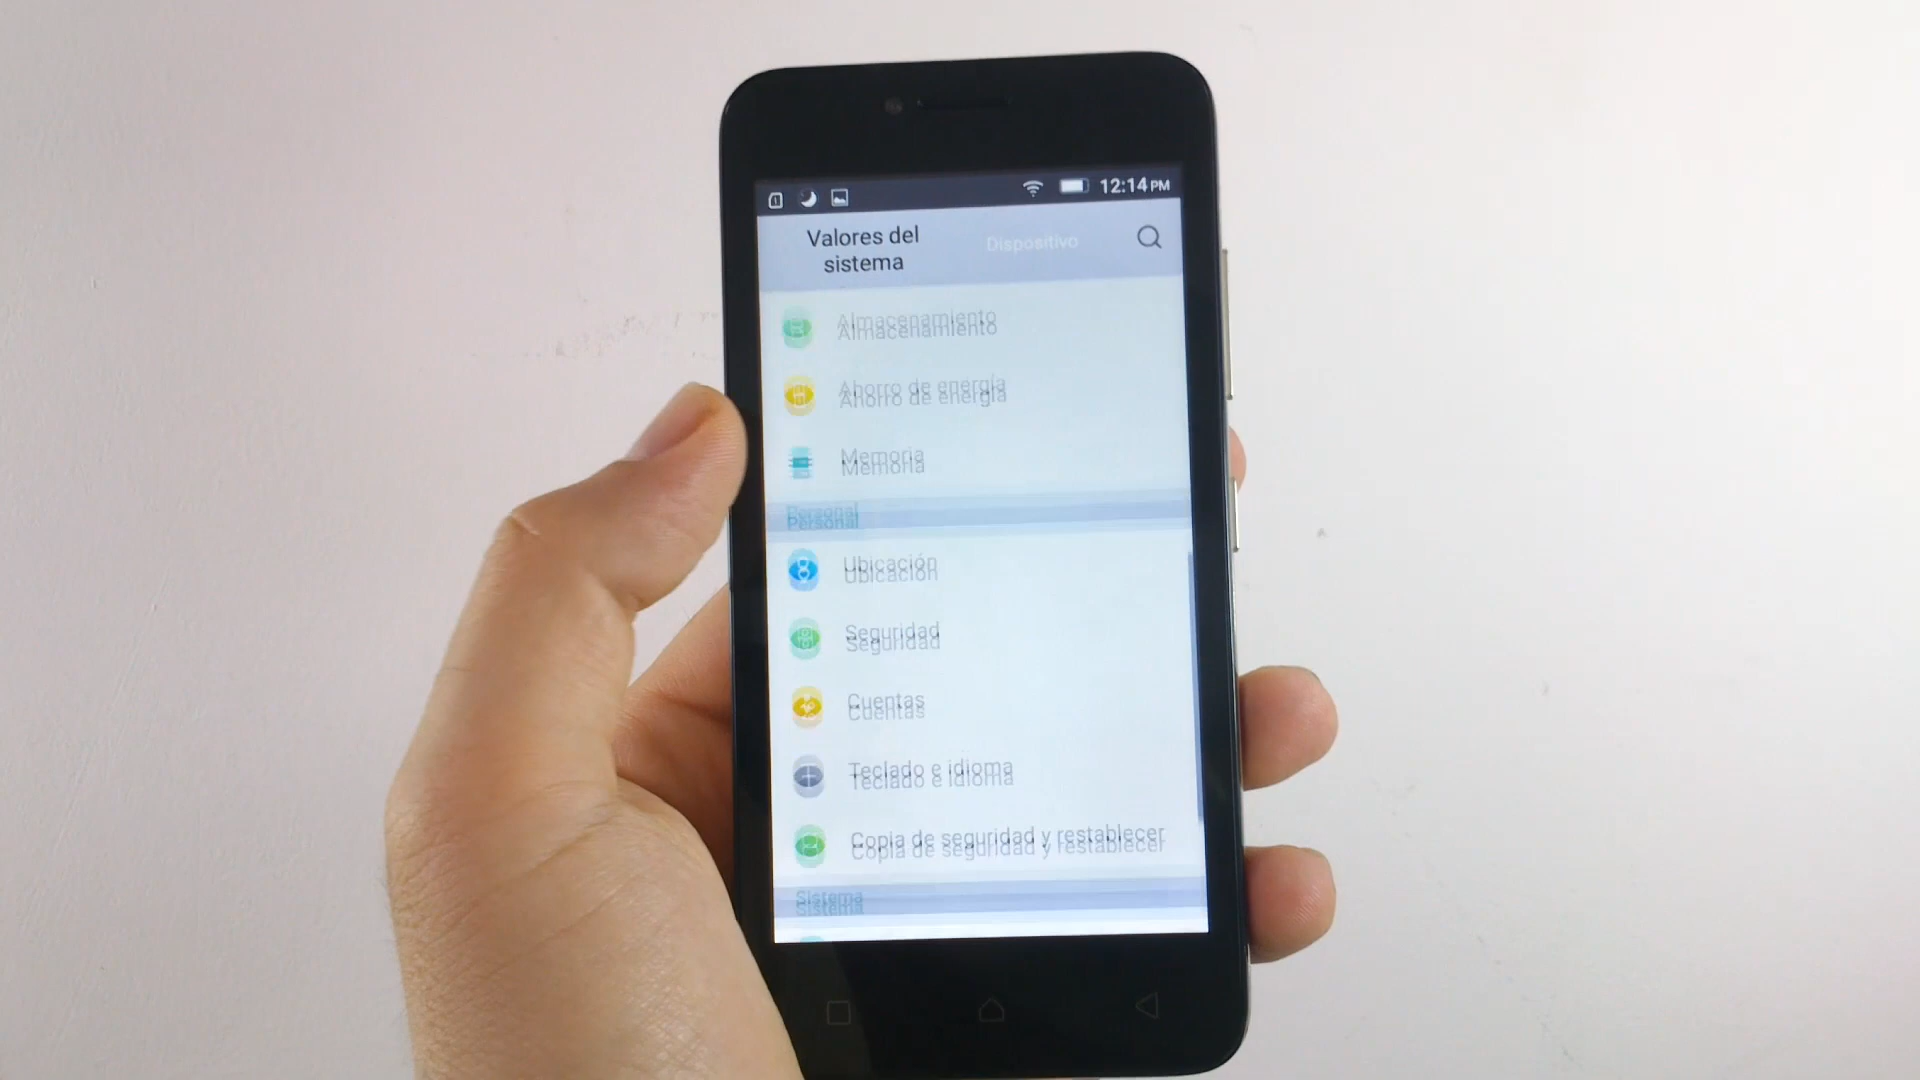 12:14 PM
Valores del
sistema
Dispositivo
Almacenamiento
Ahorro de energía
Memoria
Personal
Ubicación
Seguridad
Cuentas
Teclado e idioma
Copia de seguridad y restablecer
Sistema